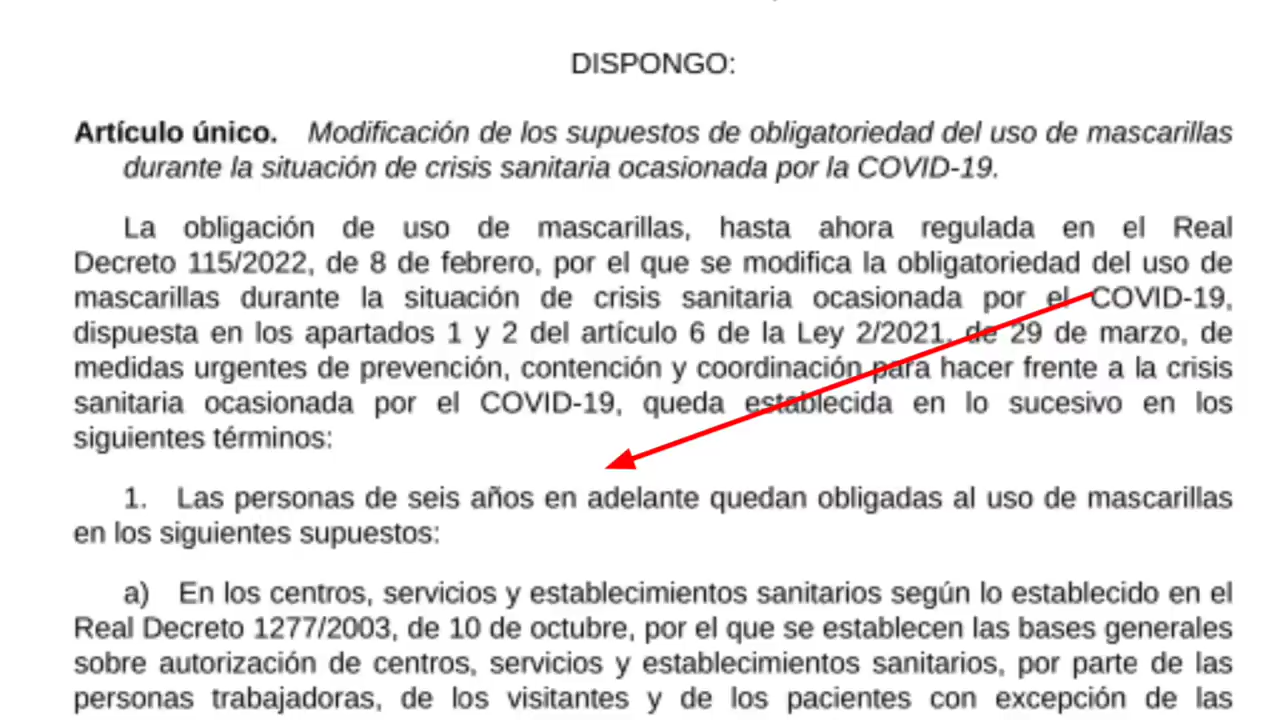 DISPONGO:
Artículo único. Modificación de los supuestos de obligatoriedad del uso de mascarillas
durante la situación de crisis sanitaria ocasionada por la COVID-19.
La obligación de uso de mascarillas, hasta ahora regulada en el Real
Decreto 115/2022, de 8 de febrero, por el que se modifica la obligatoriedad del uso de
mascarillas durante la situación de crisis sanitaria ocasionada por el COVID-19,
dispuesta en los apartados 1 y 2 del artículo 6 de la Ley 2/2021, de 29 de marzo, de
medidas urgentes de prevención, contención y coordinación para hacer frente a la crisis
sanitaria ocasionada por el COVID-19, queda establecida en lo sucesivo en los
siguientes términos:
1. Las personas de seis años en adelante quedan obligadas al uso de mascarillas
en los siguientes supuestos:
a) En los centros, servicios y establecimientos sanitarios según lo establecido en el
Real Decreto 1277/2003, de 10 de octubre, por el que se establecen las bases generales
sobre autorización de centros, servicios y establecimientos sanitarios, por parte de las
personas trabajadoras, de los visitantes y de los pacientes con excepción de las